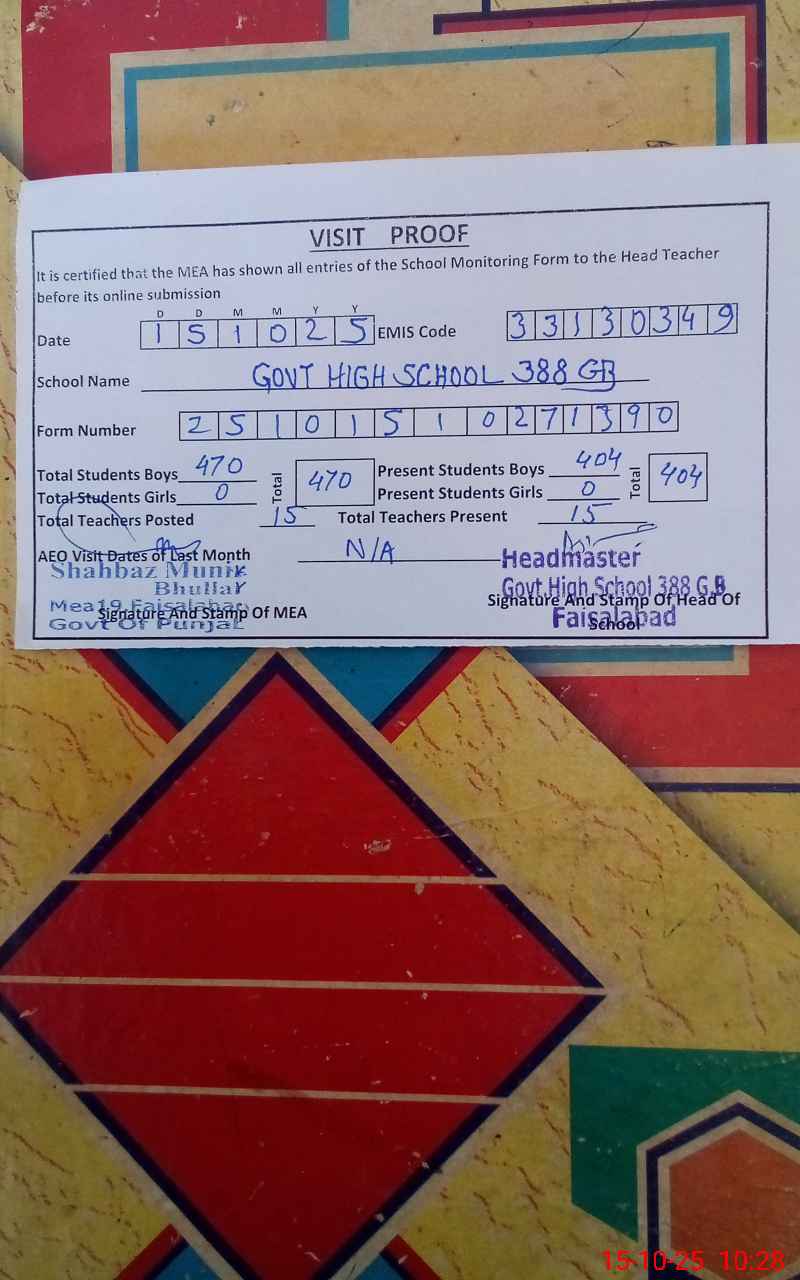 VISIT PROOF
It is certified that the MEA has shown all entries of the School Monitoring Form to the Head Teacher
before its online submission
D D M M Y Y
Date 1 5 1 0 2 5 EMIS Code 3 3 1 3 0 3 4 9
School Name GOVT HIGH SCHOOL 388 GB
Form Number 2 5 1 0 1 5 1 0 2 7 1 3 9 0
Total Students Boys 470 Total 470 Present Students Boys 404 Total 404
Total Students Girls 0 Present Students Girls 0
Total Teachers Posted 15 Total Teachers Present 15
AEO Visit Dates of Last Month N/A
Shahbaz Munir
Bhullar
Mea19 Faisalabad
Govt Of Punjab
Signature And Stamp Of MEA
Headmaster
Govt.High School 388 G.B
Faisalabad
Signature And Stamp Of Head Of
School
15-10-25 10:28